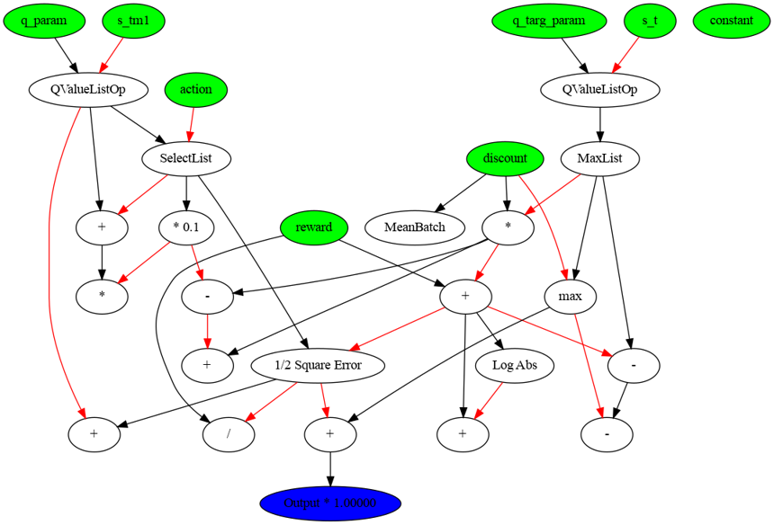 q_param
s_tm1
q_targ_param
s_t
constant
QValueListOp
action
QValueListOp
SelectList
discount
MaxList
+
* 0.1
reward
MeanBatch
*
*
-
+
max
+
1/2 Square Error
Log Abs
-
+
/
+
+
-
Output * 1.00000